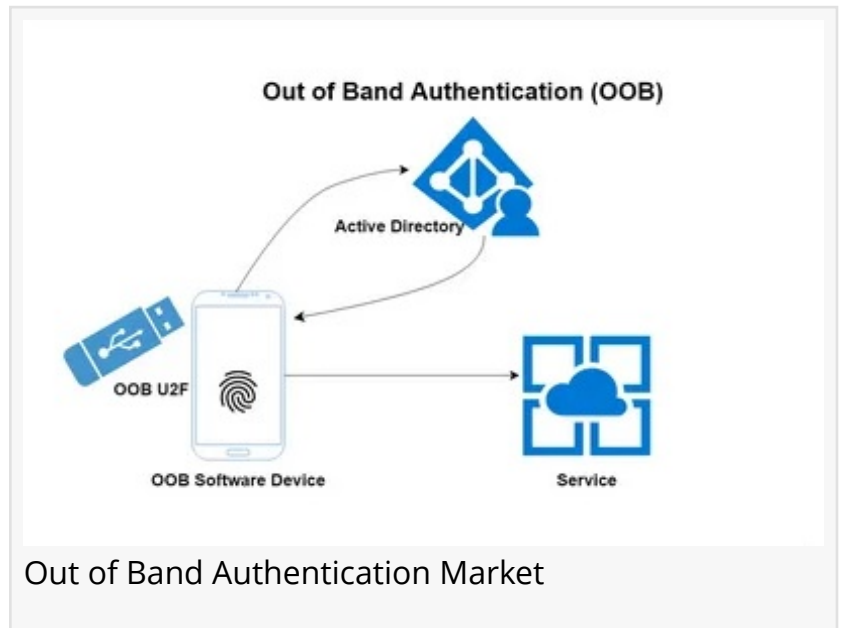 Out of Band Authentication (OOB)
Active Directory
OOB U2F
OOB Software Device
Service
Out of Band Authentication Market